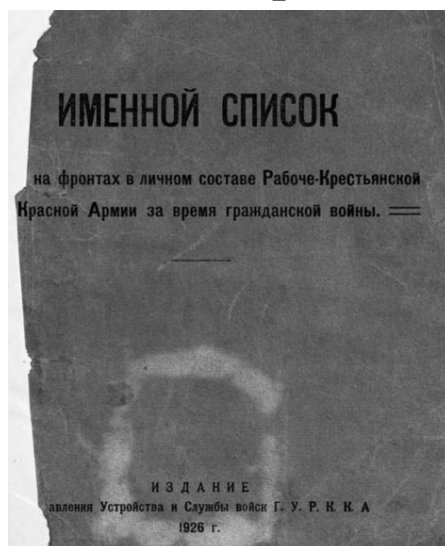 ИМЕННОЙ СПИСОК
на фронтах в личном составе Рабоче-Крестьянской
Красной Армии за время гражданской войны.
ИЗДАНИЕ
авления Устройства и Службы войск Г. У. Р. К. К. А
1926 г.